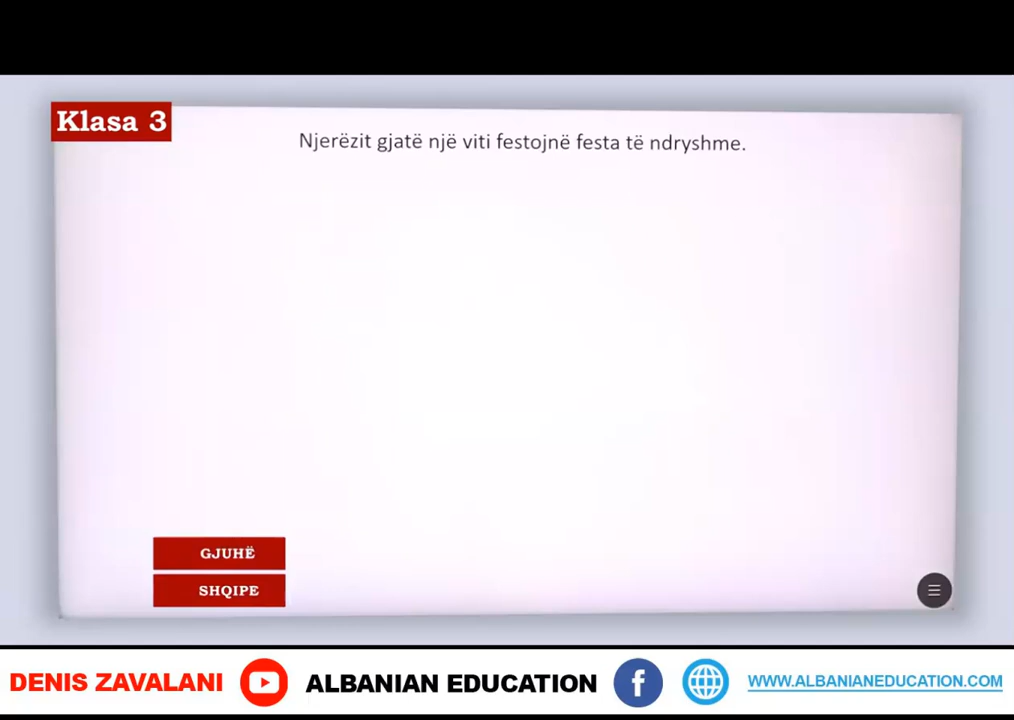 Klasa 3
Njerëzit gjatë një viti festojnë festa të ndryshme.
GJUHË
SHQIPE
DENIS ZAVALANI
ALBANIAN EDUCATION
f
WWW.ALBANIANEDUCATION.COM